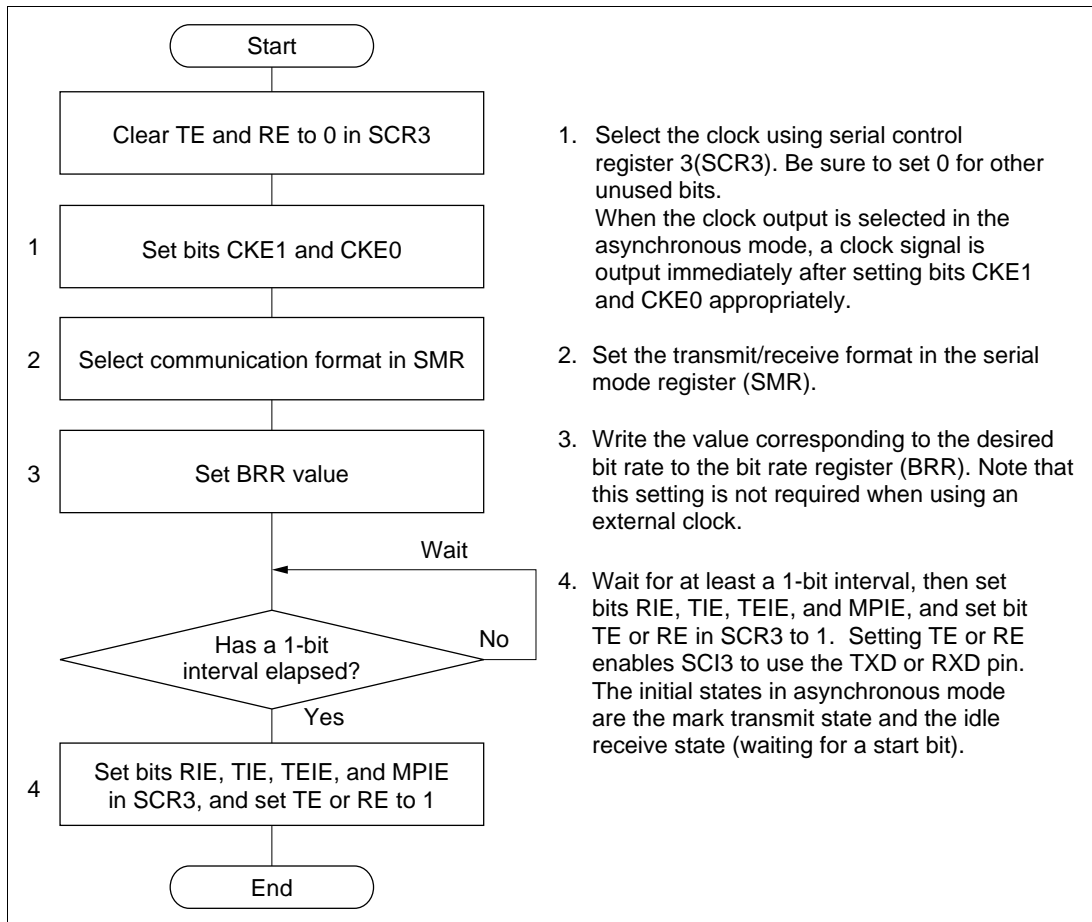 Start
Clear TE and RE to 0 in SCR3
1
Set bits CKE1 and CKE0
2
Select communication format in SMR
3
Set BRR value
Wait
Has a 1-bit
interval elapsed?
No
Yes
4
Set bits RIE, TIE, TEIE, and MPIE
in SCR3, and set TE or RE to 1
End
1. Select the clock using serial control
register 3(SCR3). Be sure to set 0 for other
unused bits.
When the clock output is selected in the
asynchronous mode, a clock signal is
output immediately after setting bits CKE1
and CKE0 appropriately.
2. Set the transmit/receive format in the serial
mode register (SMR).
3. Write the value corresponding to the desired
bit rate to the bit rate register (BRR). Note that
this setting is not required when using an
external clock.
4. Wait for at least a 1-bit interval, then set
bits RIE, TIE, TEIE, and MPIE, and set bit
TE or RE in SCR3 to 1. Setting TE or RE
enables SCI3 to use the TXD or RXD pin.
The initial states in asynchronous mode
are the mark transmit state and the idle
receive state (waiting for a start bit).